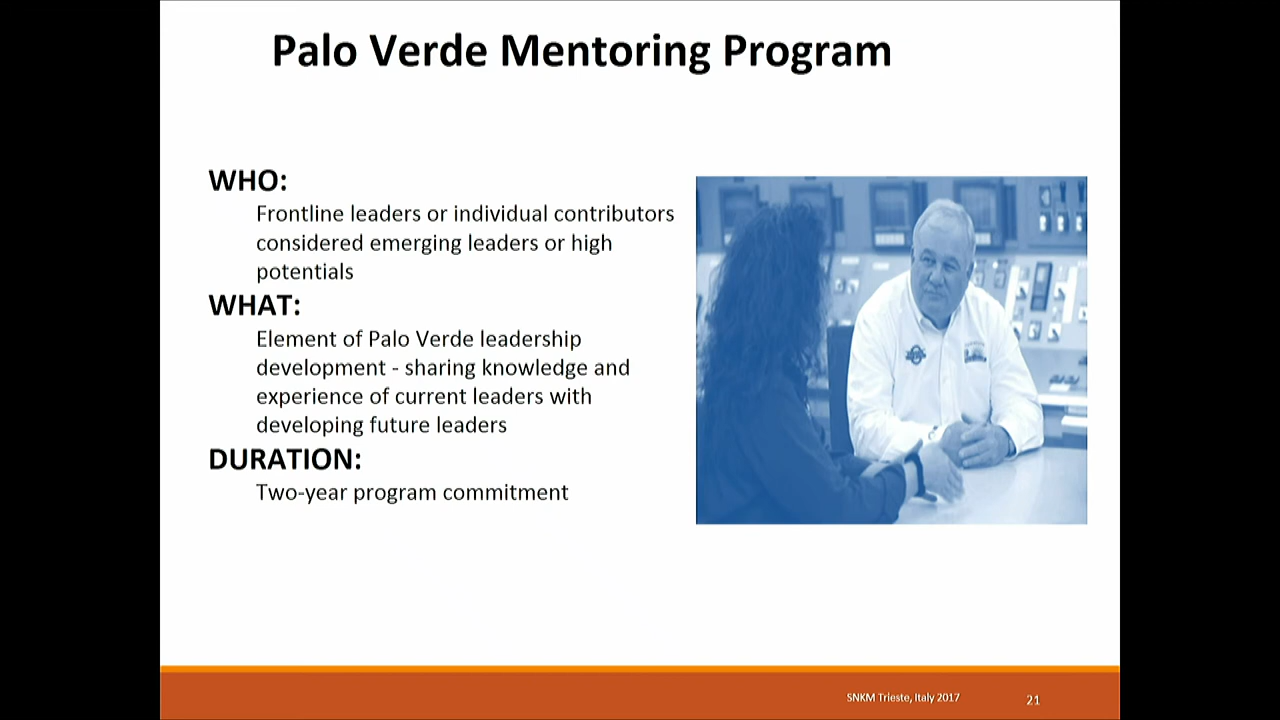 Palo Verde Mentoring Program
WHO:
Frontline leaders or individual contributors
considered emerging leaders or high
potentials
WHAT:
Element of Palo Verde leadership
development - sharing knowledge and
experience of current leaders with
developing future leaders
DURATION:
Two-year program commitment
SNKM Trieste, Italy 2017
21